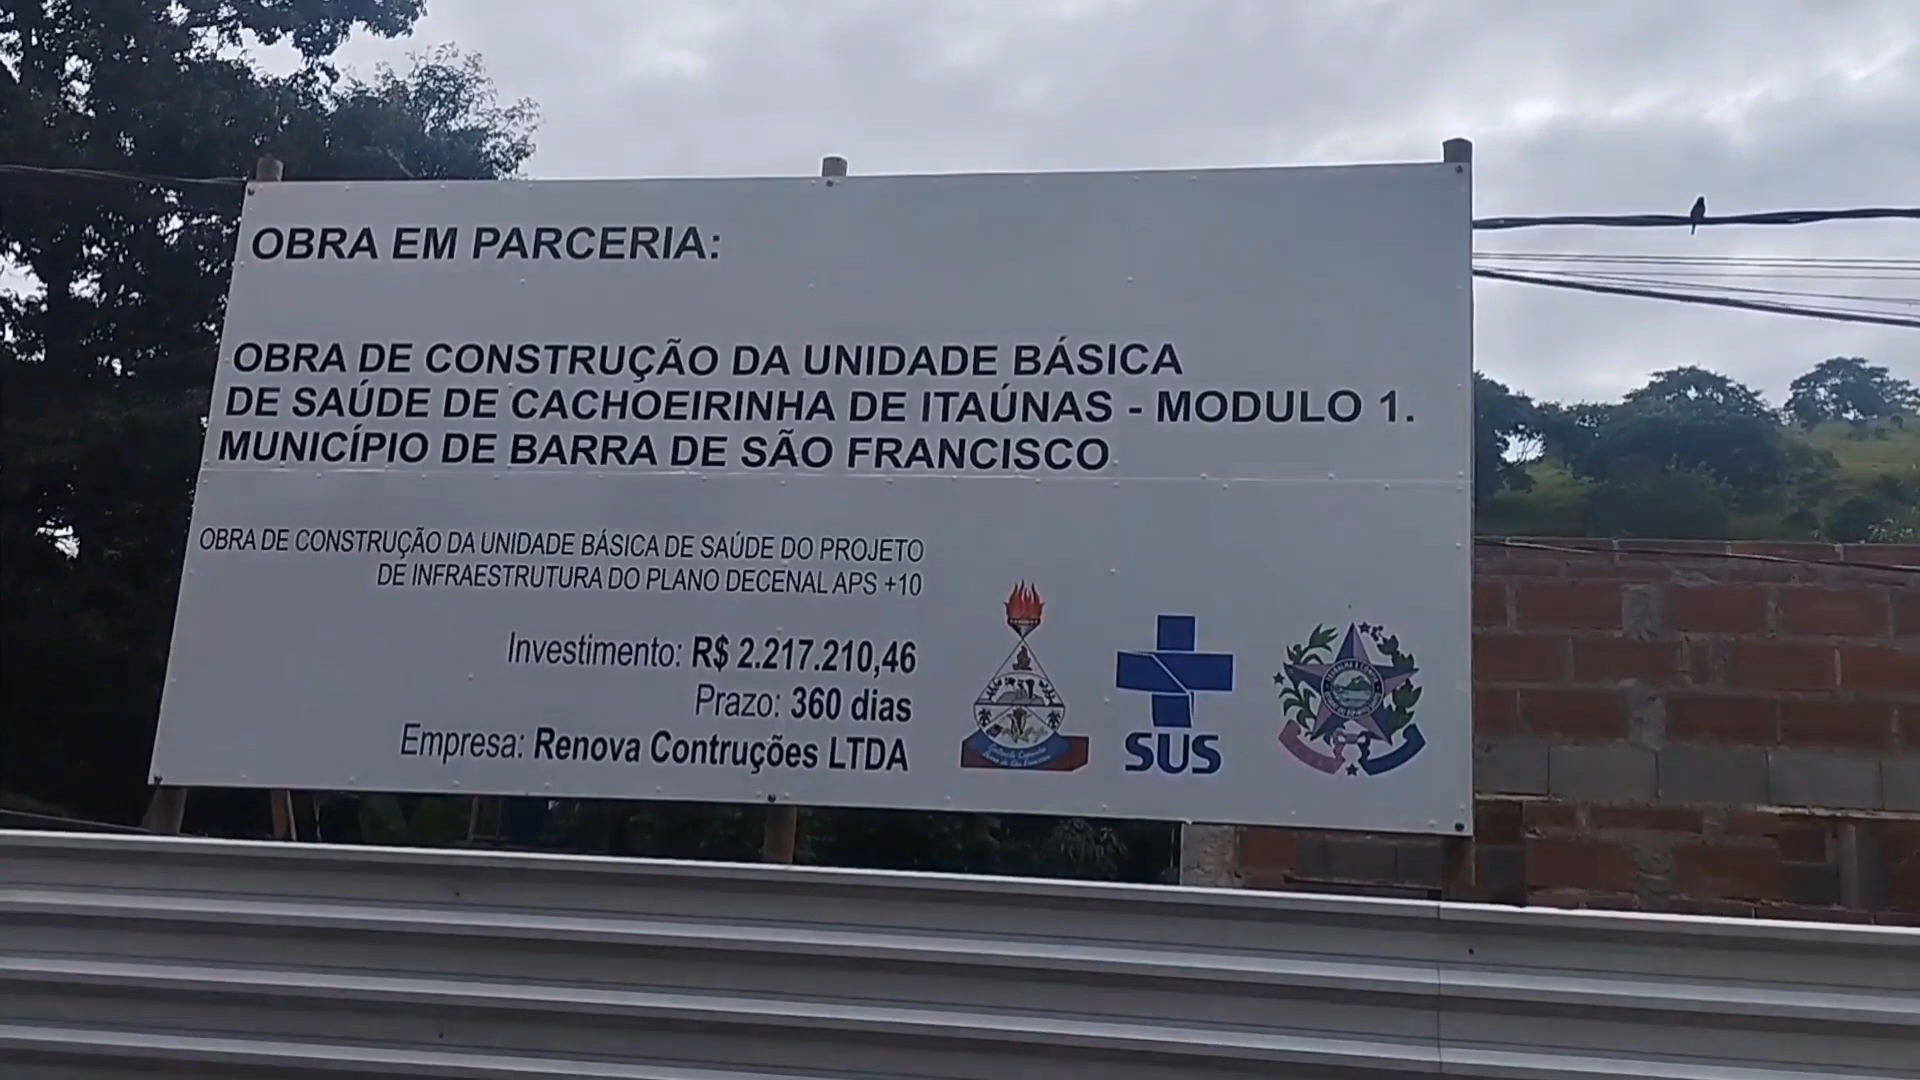 OBRA EM PARCERIA:
OBRA DE CONSTRUÇÃO DA UNIDADE BÁSICA
DE SAÚDE DE CACHOEIRINHA DE ITAÚNAS - MODULO 1.
MUNICÍPIO DE BARRA DE SÃO FRANCISCO
OBRA DE CONSTRUÇÃO DA UNIDADE BÁSICA DE SAÚDE DO PROJETO
DE INFRAESTRUTURA DO PLANO DECENAL APS +10
Investimento: R$ 2.217.210,46
Prazo: 360 dias
Empresa: Renova Contruções LTDA
SUS